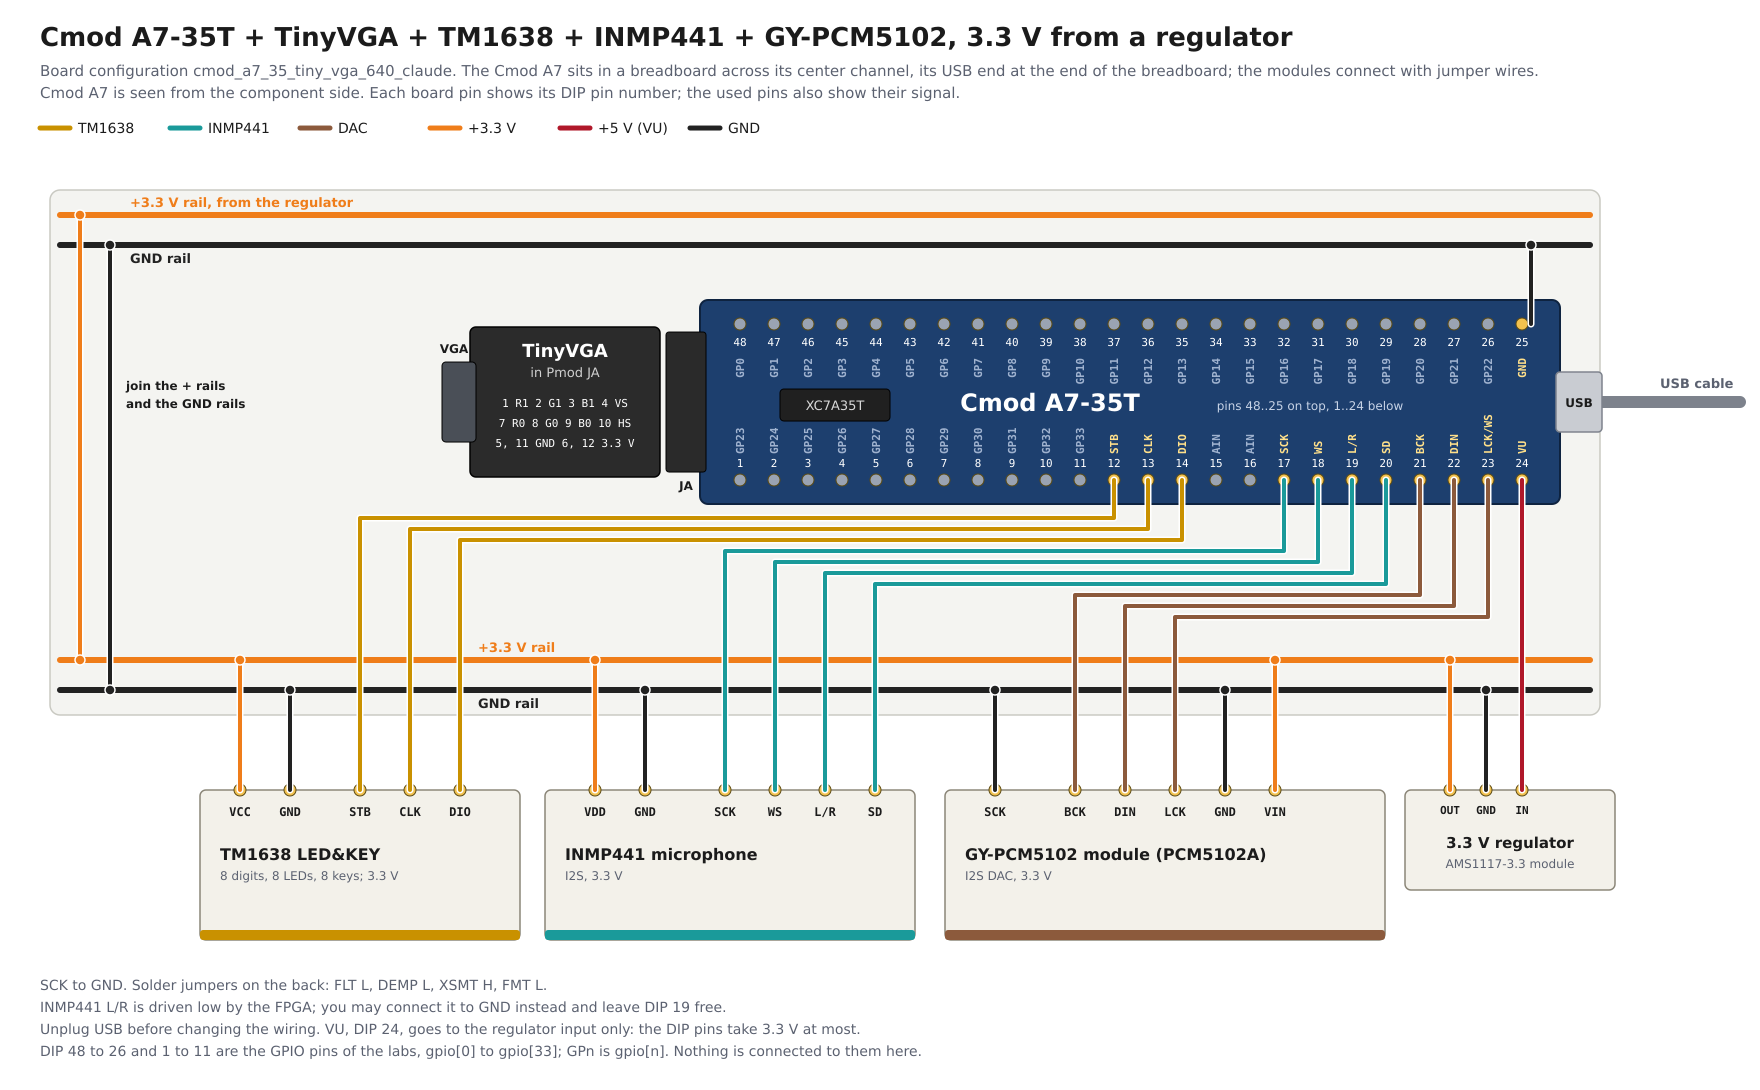 Cmod A7-35T + TinyVGA + TM1638 + INMP441 + GY-PCM5102, 3.3 V from a regulator
Board configuration cmod_a7_35_tiny_vga_640_claude. The Cmod A7 sits in a breadboard across its center channel, its USB end at the end of the breadboard; the modules connect with jumper wires.
Cmod A7 is seen from the component side. Each board pin shows its DIP pin number; the used pins also show their signal.
TM1638 INMP441 DAC +3.3 V +5 V (VU) GND
+3.3 V rail, from the regulator
GND rail
48 47 46 45 44 43 42 41 40 39 38 37 36 35 34 33 32 31 30 29 28 27 26 25
GP0 GP1 GP2 GP3 GP4 GP5 GP6 GP7 GP8 GP9 GP10 GP11 GP12 GP13 GP14 GP15 GP16 GP17 GP18 GP19 GP20 GP21 GP22 GND
VGA
TinyVGA
in Pmod JA
1 R1 2 G1 3 B1 4 VS
7 R0 8 G0 9 B0 10 HS
5, 11 GND 6, 12 3.3 V
JA
join the + rails
and the GND rails
XC7A35T
Cmod A7-35T
pins 48..25 on top, 1..24 below
USB
USB cable
GP23 GP24 GP25 GP26 GP27 GP28 GP29 GP30 GP31 GP32 GP33 STB CLK DIO AIN AIN SCK WS L/R SD BCK DIN LCK/WS VU
1 2 3 4 5 6 7 8 9 10 11 12 13 14 15 16 17 18 19 20 21 22 23 24
+3.3 V rail
GND rail
VCC GND STB CLK DIO
TM1638 LED&KEY
8 digits, 8 LEDs, 8 keys; 3.3 V
VDD GND SCK WS L/R SD
INMP441 microphone
I2S, 3.3 V
SCK BCK DIN LCK GND VIN
GY-PCM5102 module (PCM5102A)
I2S DAC, 3.3 V
OUT GND IN
3.3 V regulator
AMS1117-3.3 module
SCK to GND. Solder jumpers on the back: FLT L, DEMP L, XSMT H, FMT L.
INMP441 L/R is driven low by the FPGA; you may connect it to GND instead and leave DIP 19 free.
Unplug USB before changing the wiring. VU, DIP 24, goes to the regulator input only: the DIP pins take 3.3 V at most.
DIP 48 to 26 and 1 to 11 are the GPIO pins of the labs, gpio[0] to gpio[33]; GPn is gpio[n]. Nothing is connected to them here.